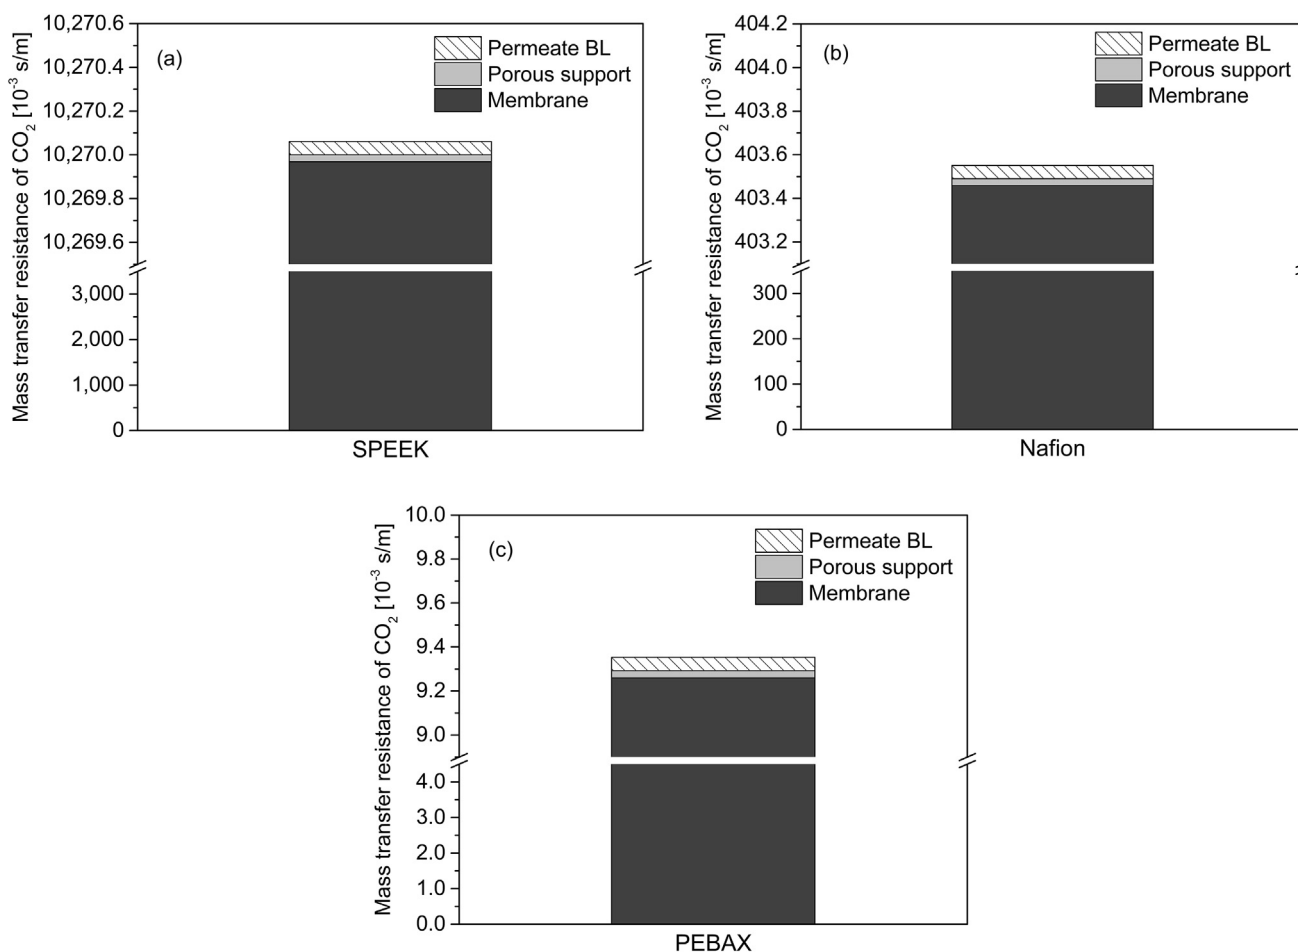 Mass transfer resistance of CO₂ [10⁻³ s/m]
10,270.6
10,270.4
10,270.2
10,270.0
10,269.8
10,269.6
3,000
2,000
1,000
0
(a)
Permeate BL
Porous support
Membrane
SPEEK
Mass transfer resistance of CO₂ [10⁻³ s/m]
404.2
404.0
403.8
403.6
403.4
403.2
300
200
100
0
(b)
Permeate BL
Porous support
Membrane
Nafion
Mass transfer resistance of CO₂ [10⁻³ s/m]
10.0
9.8
9.6
9.4
9.2
9.0
4.0
3.0
2.0
1.0
0.0
(c)
Permeate BL
Porous support
Membrane
PEBAX